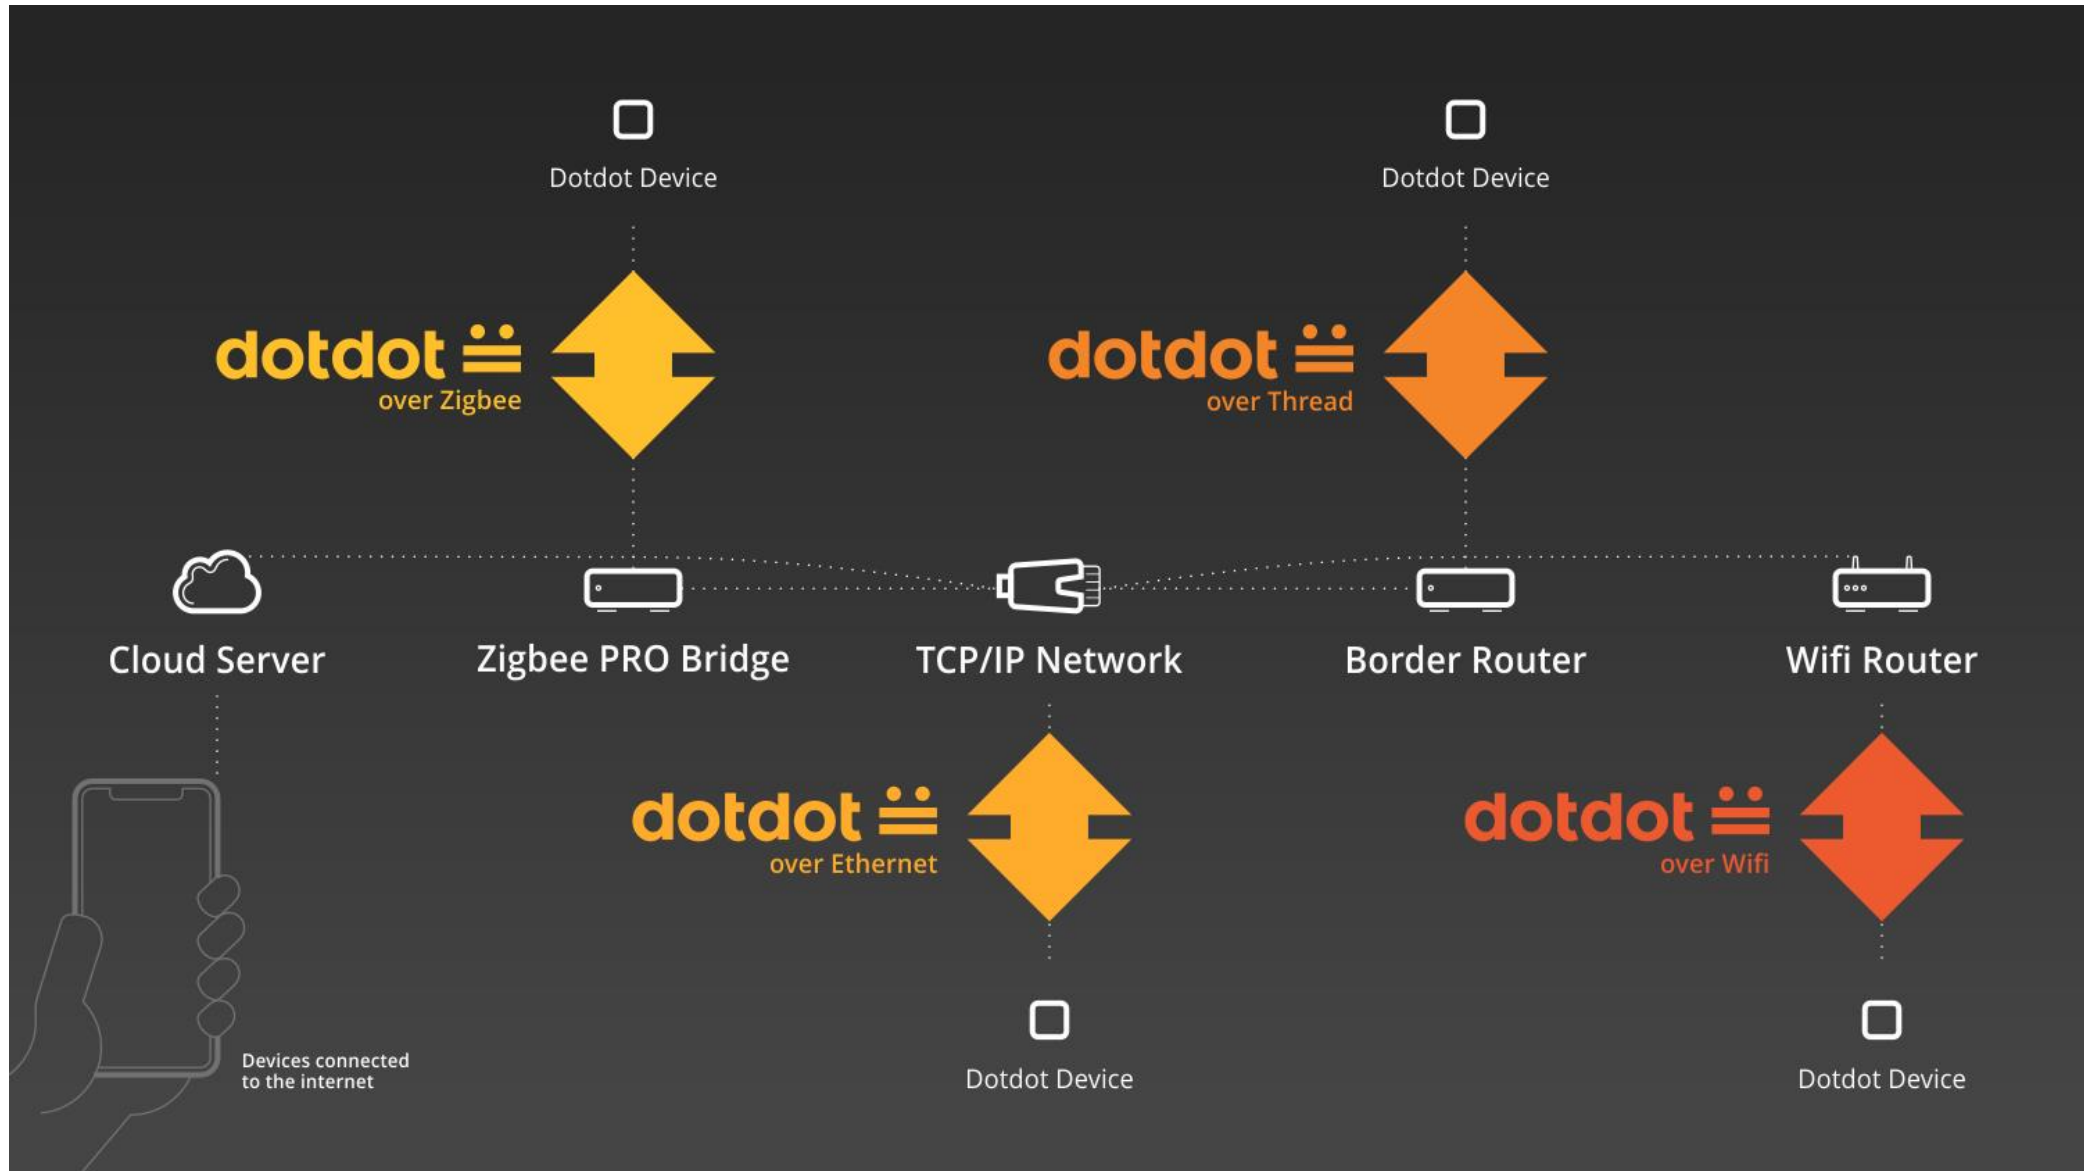 Dotdot Device
Dotdot Device
dotdot
over Zigbee
dotdot
over Thread
Cloud Server
Zigbee PRO Bridge
TCP/IP Network
Border Router
Wifi Router
dotdot
over Ethernet
dotdot
over Wifi
Devices connected
to the internet
Dotdot Device
Dotdot Device